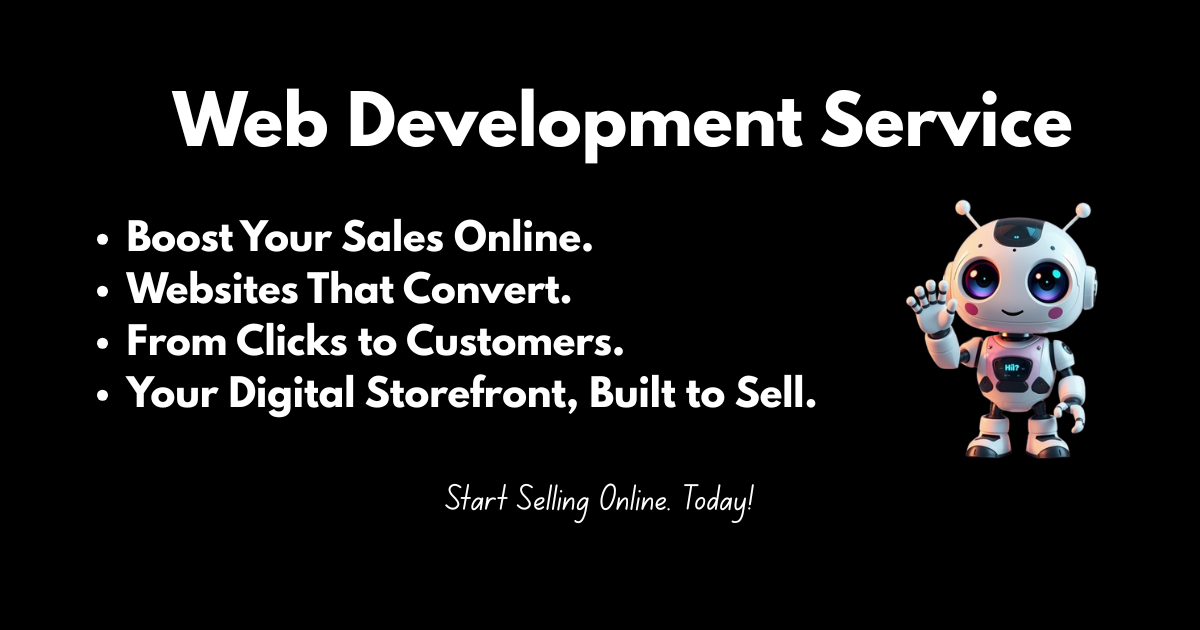 Web Development Service
• Boost Your Sales Online.
• Websites That Convert.
• From Clicks to Customers.
• Your Digital Storefront, Built to Sell.
Hi!?
Start Selling Online. Today!